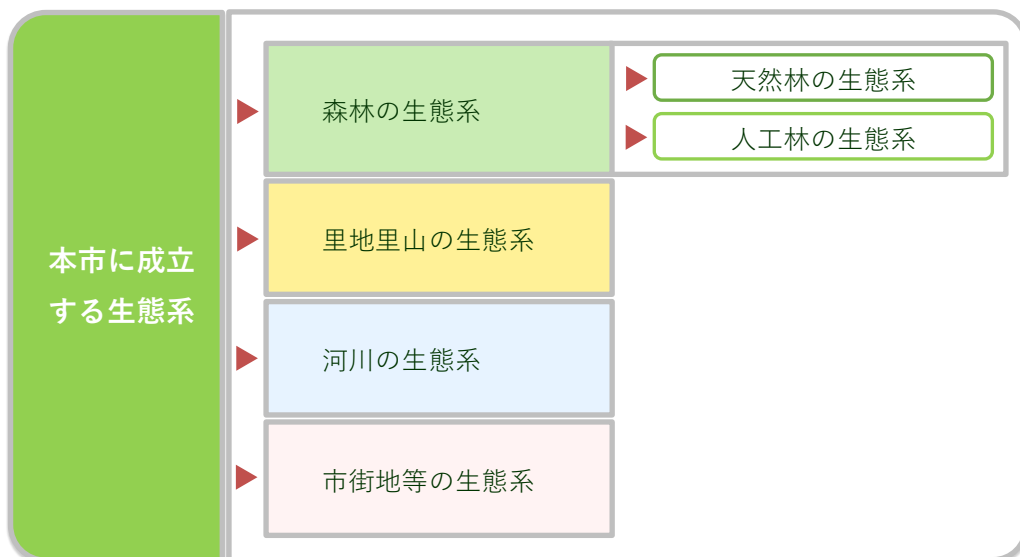 本市に成立
する生態系
森林の生態系
天然林の生態系
人工林の生態系
里地里山の生態系
河川の生態系
市街地等の生態系